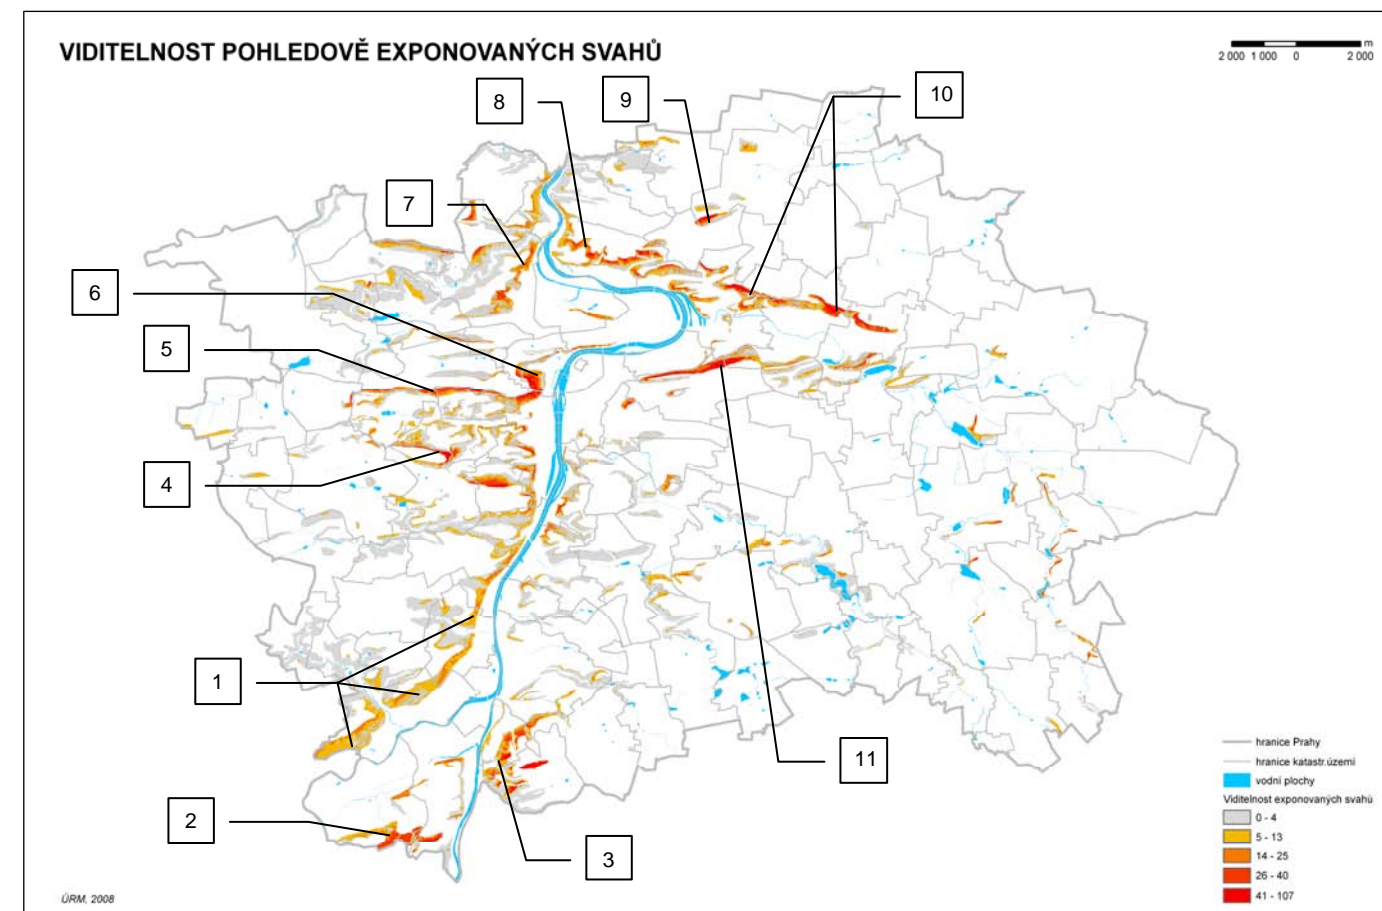 VIDITELNOST POHLEDOVĚ EXPONOVANÝCH SVAHŮ
m
2 000 1 000 0 2 000
8
9
10
7
6
5
4
1
11
2
3
hranice Prahy
hranice katastr.území
vodní plochy
Viditelnost exponovaných svahů
0 - 4
5 - 13
14 - 25
26 - 40
41 - 107
ÚRM, 2008